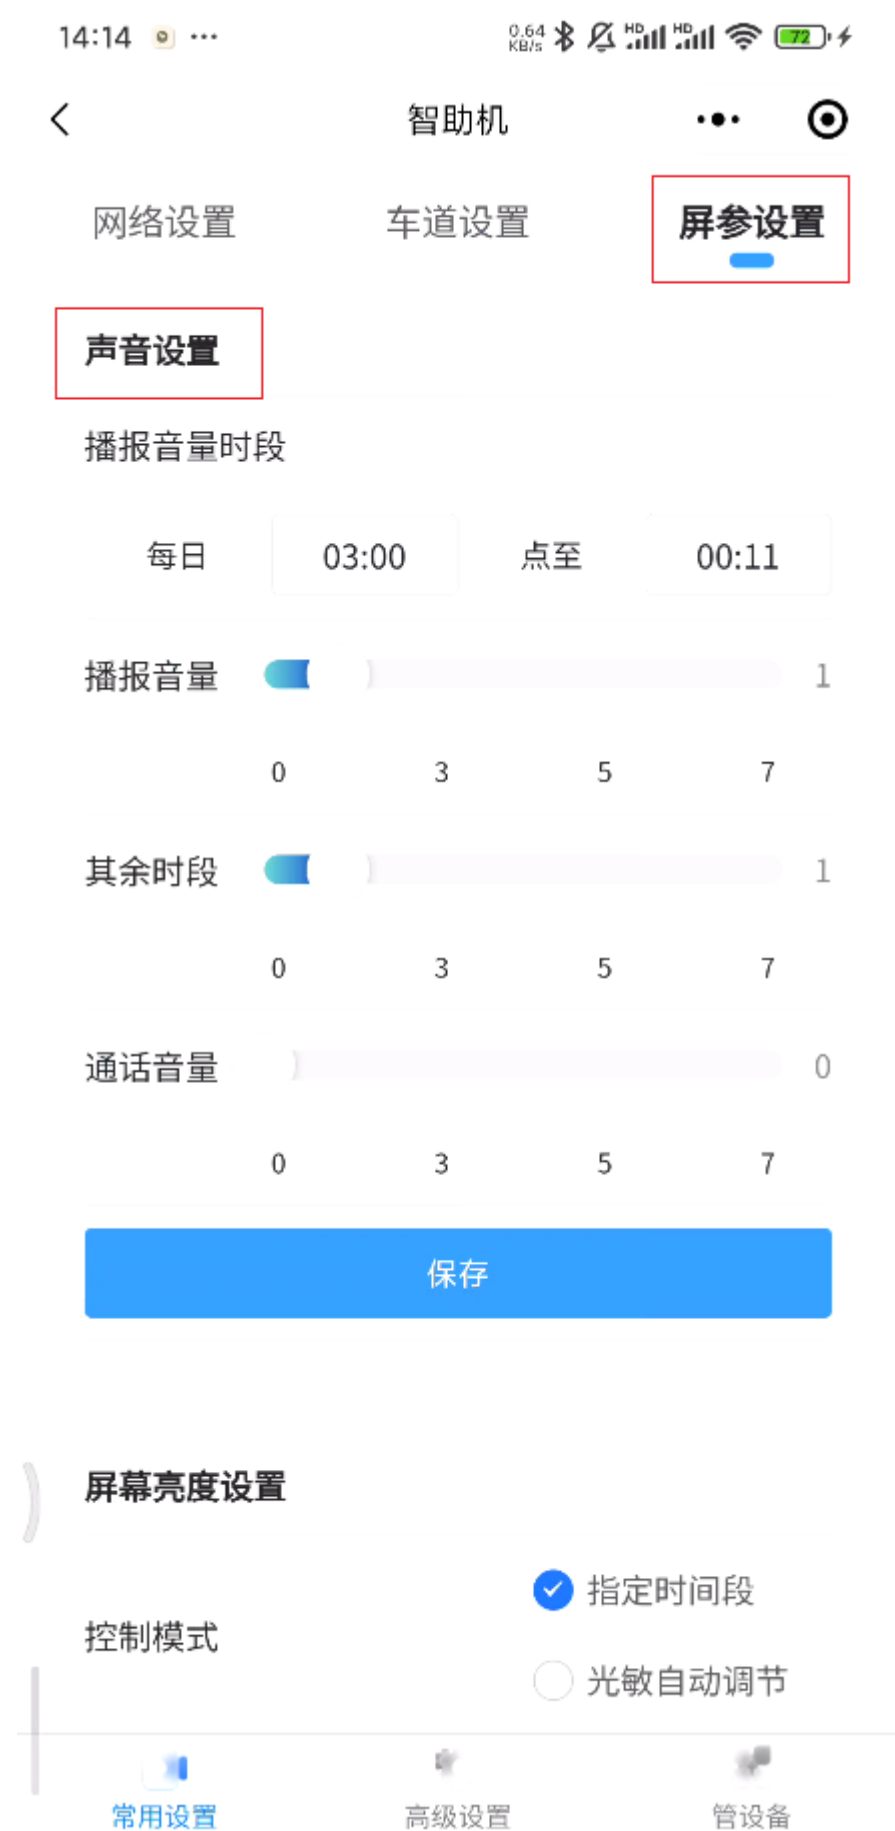 14:14 ... 0.64 KB/s HD HD 72
智助机
网络设置 车道设置 屏参设置
声音设置
播报音量时段
每日 03:00 点至 00:11
播报音量 1
0 3 5 7
其余时段 1
0 3 5 7
通话音量 0
0 3 5 7
保存
屏幕亮度设置
指定时间段
控制模式
光敏自动调节
常用设置 高级设置 管设备